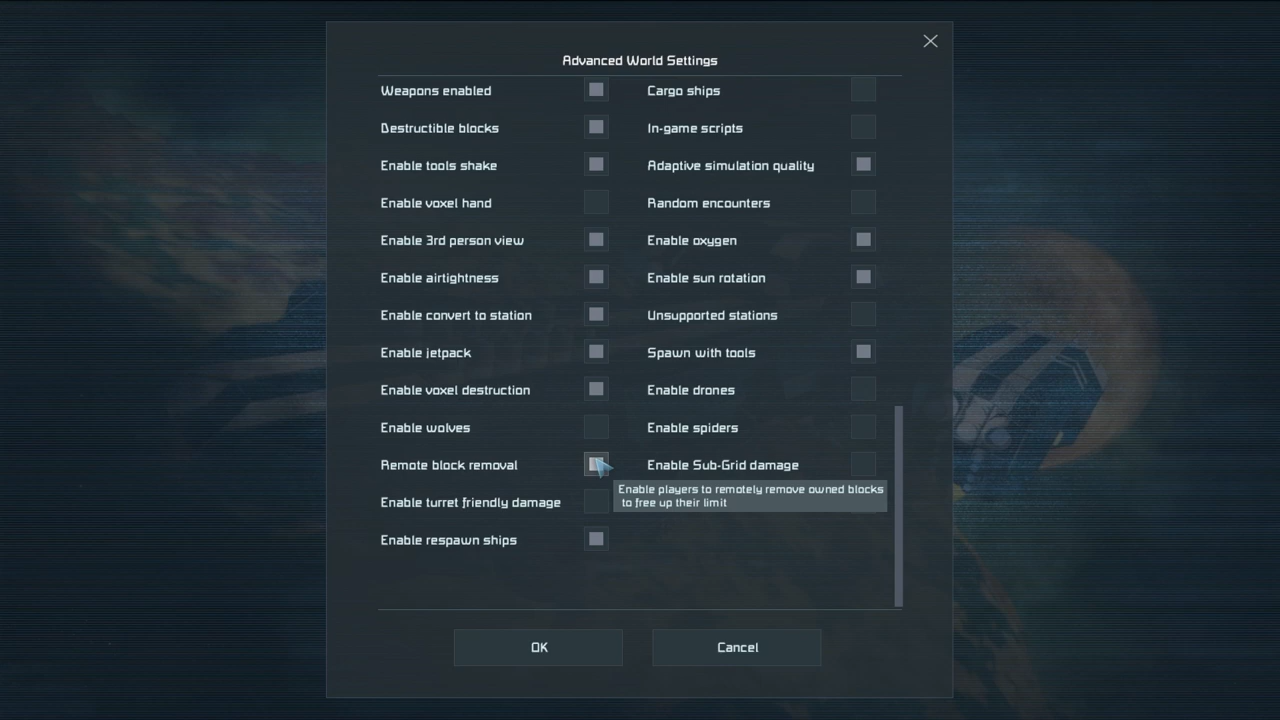 Advanced World Settings
Weapons enabled
Cargo ships
Destructible blocks
In-game scripts
Enable tools shake
Adaptive simulation quality
Enable voxel hand
Random encounters
Enable 3rd person view
Enable oxygen
Enable airtightness
Enable sun rotation
Enable convert to station
Unsupported stations
Enable jetpack
Spawn with tools
Enable voxel destruction
Enable drones
Enable wolves
Enable spiders
Remote block removal
Enable Sub-Grid damage
Enable players to remotely remove owned blocks
to free up their limit
Enable turret friendly damage
Enable respawn ships
OK
Cancel